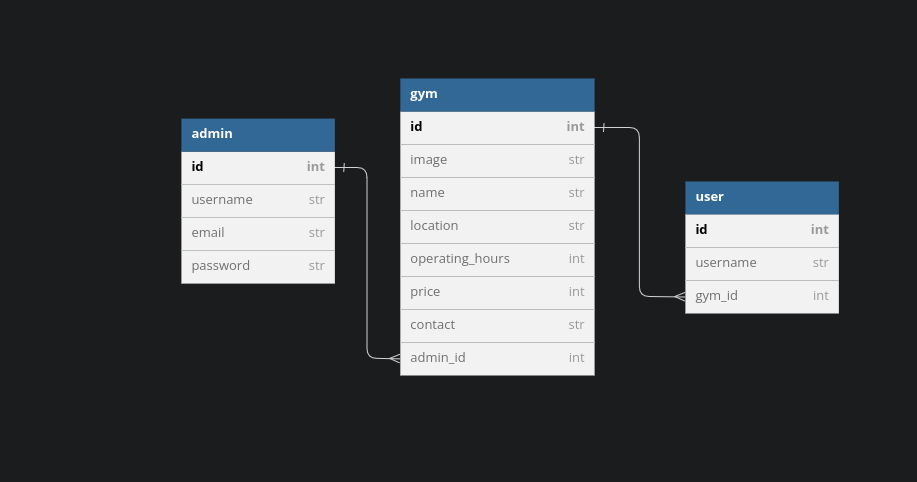 admin
id int
username str
email str
password str
gym
id int
image str
name str
location str
operating_hours int
price int
contact str
admin_id int
user
id int
username str
gym_id int